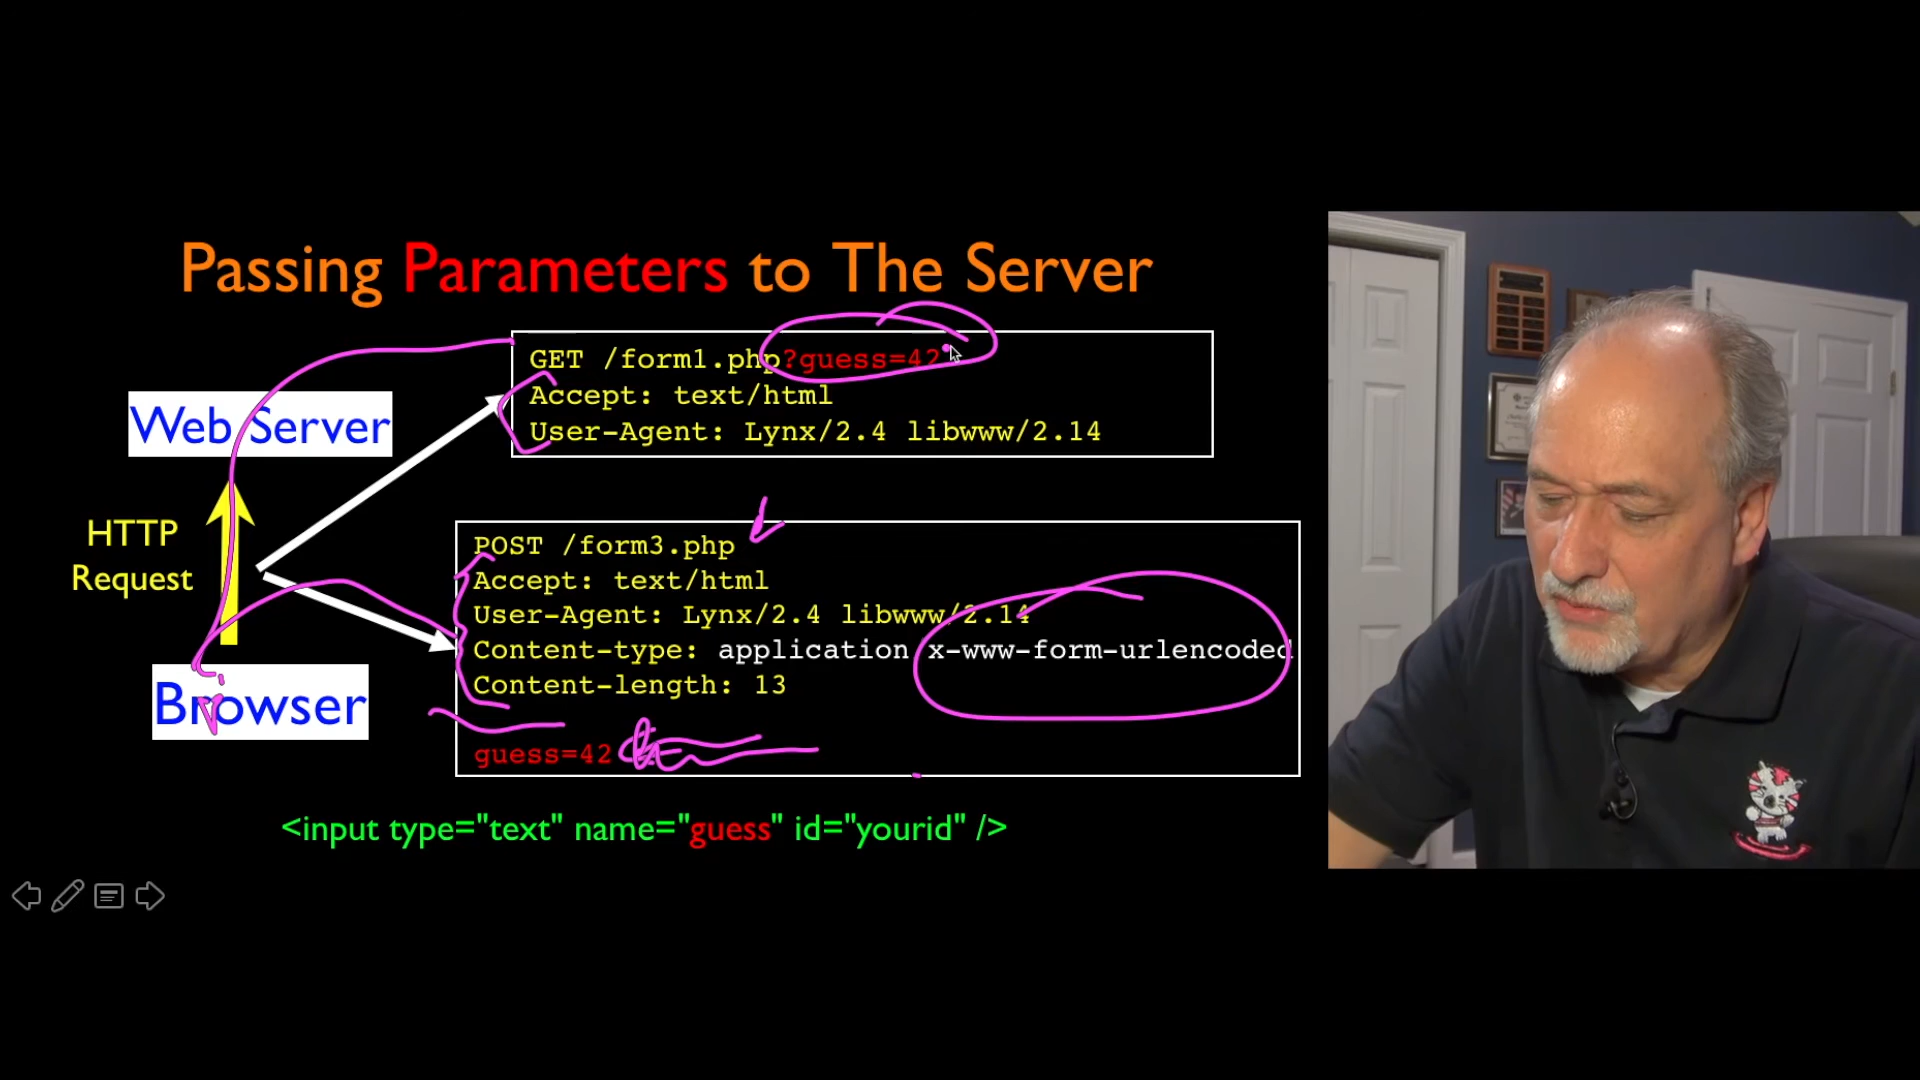 Passing Parameters to The Server
GET /form1.php?guess=42
Accept: text/html
User-Agent: Lynx/2.4 libwww/2.14
Web Server
HTTP
Request
Browser
POST /form3.php
Accept: text/html
User-Agent: Lynx/2.4 libwww/2.14
Content-type: application x-www-form-urlencoded
Content-length: 13
guess=42
<input type="text" name="guess" id="yourid" />